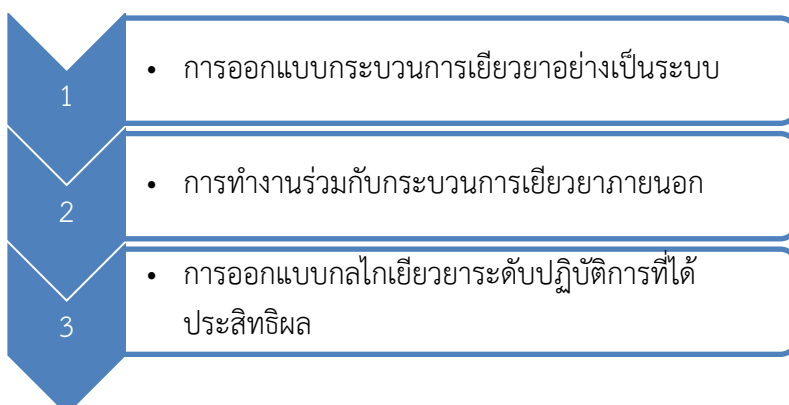 1
• การออกแบบกระบวนการเยียวยาอย่างเป็นระบบ
2
• การทำงานร่วมกับกระบวนการเยียวยาภายนอก
3
• การออกแบบกลไกเยียวยาระดับปฏิบัติการที่ได้
ประสิทธิผล